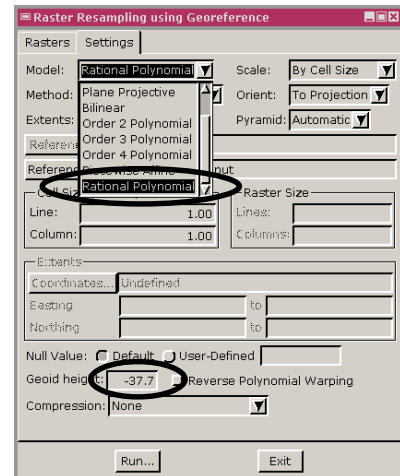 Raster Resampling using Georeference
Rasters Settings
Model: Rational Polynomial Scale: By Cell Size
Method: Orient: To Projection
Extents: Pyramid: Automatic
Plane Projective
Bilinear
Order 2 Polynomial
Order 3 Polynomial
Order 4 Polynomial
Piecewise Affine
Rational Polynomial
Cell Size Raster Size
Line: 1.00 Lines:
Column: 1.00 Columns:
Extents
Coordinates... Undefined
Easting to
Northing to
Null Value: Default User-Defined
Geoid height: -37.7 Reverse Polynomial Warping
Compression: None
Run... Exit